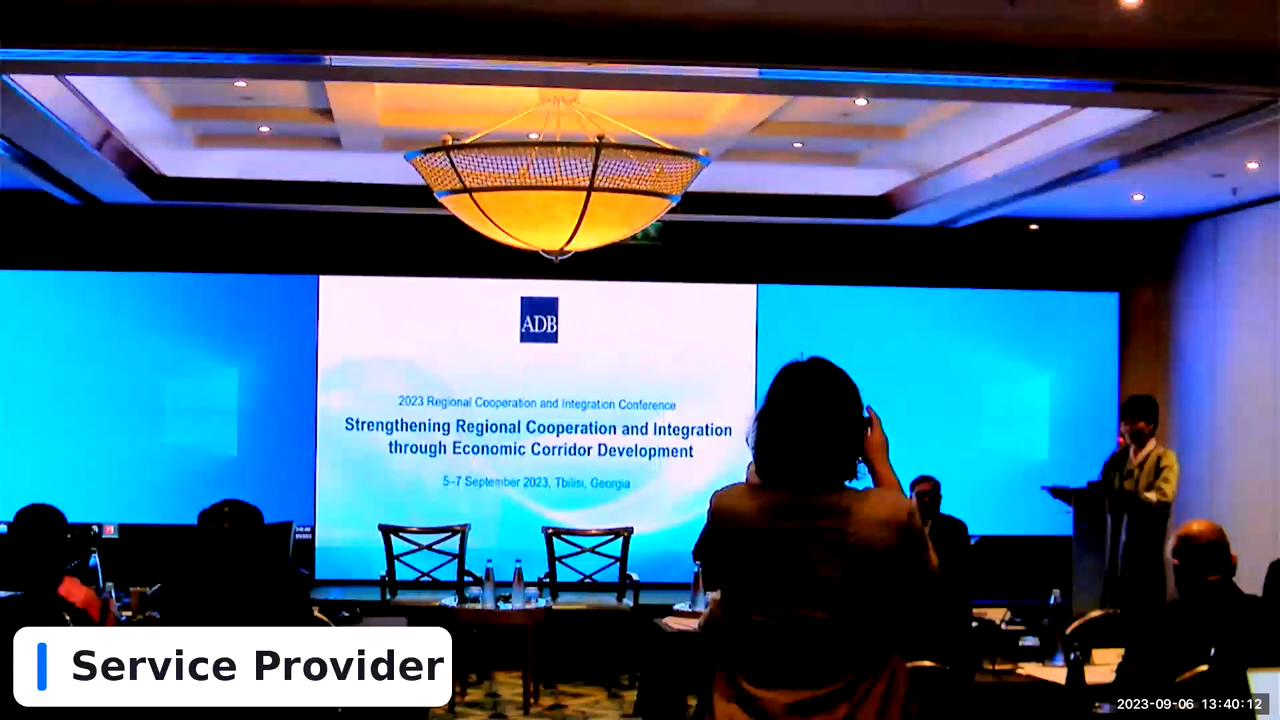 ADB
2023 Regional Cooperation and Integration Conference
Strengthening Regional Cooperation and Integration
through Economic Corridor Development
5–7 September 2023, Tbilisi, Georgia
Service Provider
2023-09-06 13:40:12